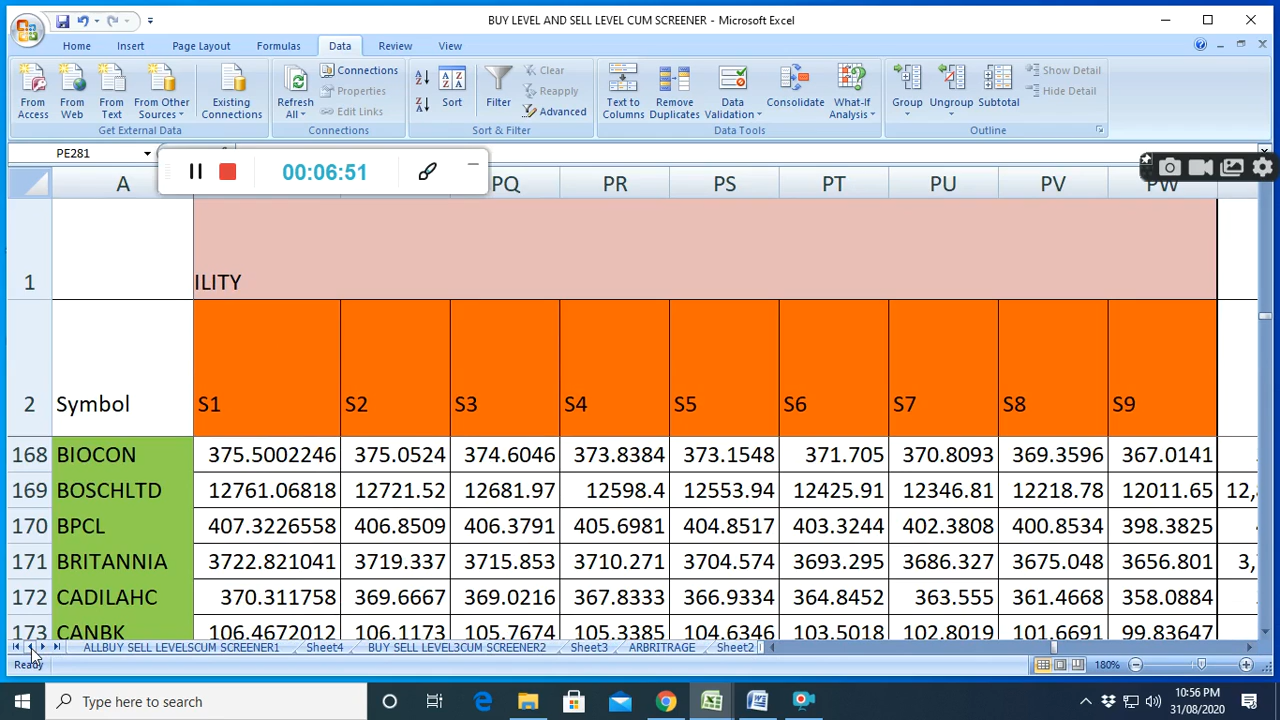 BUY LEVEL AND SELL LEVEL CUM SCREENER - Microsoft Excel
Home Insert Page Layout Formulas Data Review View
From Access
From Web
From Text
From Other Sources
Existing Connections
Get External Data
Refresh All
Connections
Properties
Edit Links
Connections
Sort
Filter
Clear
Reapply
Advanced
Sort & Filter
Text to Columns
Remove Duplicates
Data Validation
Consolidate
What-If Analysis
Data Tools
Group
Ungroup
Subtotal
Show Detail
Hide Detail
Outline
PE281
00:06:51
A PQ PR PS PT PU PV PW
1 ILITY
2 Symbol S1 S2 S3 S4 S5 S6 S7 S8 S9
168 BIOCON 375.5002246 375.0524 374.6046 373.8384 373.1548 371.705 370.8093 369.3596 367.0141
169 BOSCHLTD 12761.06818 12721.52 12681.97 12598.4 12553.94 12425.91 12346.81 12218.78 12011.65
170 BPCL 407.3226558 406.8509 406.3791 405.6981 404.8517 403.3244 402.3808 400.8534 398.3825
171 BRITANNIA 3722.821041 3719.337 3715.853 3710.271 3704.574 3693.295 3686.327 3675.048 3656.801
172 CADILAHC 370.311758 369.6667 369.0216 367.8333 366.9334 364.8452 363.555 361.4668 358.0884
173 CANBK 106.4672012 106.1173 105.7674 105.3385 104.6346 103.5018 102.8019 101.6691 99.83647
ALLBUY SELL LEVELSCUM SCREENER1 Sheet4 BUY SELL LEVEL3CUM SCREENER2 Sheet3 ARBRITRAGE Sheet2
Ready
180%
Type here to search
10:56 PM
31/08/2020